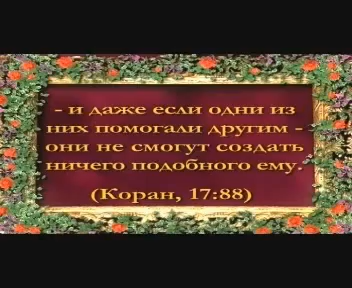 - и даже если одни из
них помогали другим -
они не смогут создать
ничего подобного ему.
(Коран, 17:88)